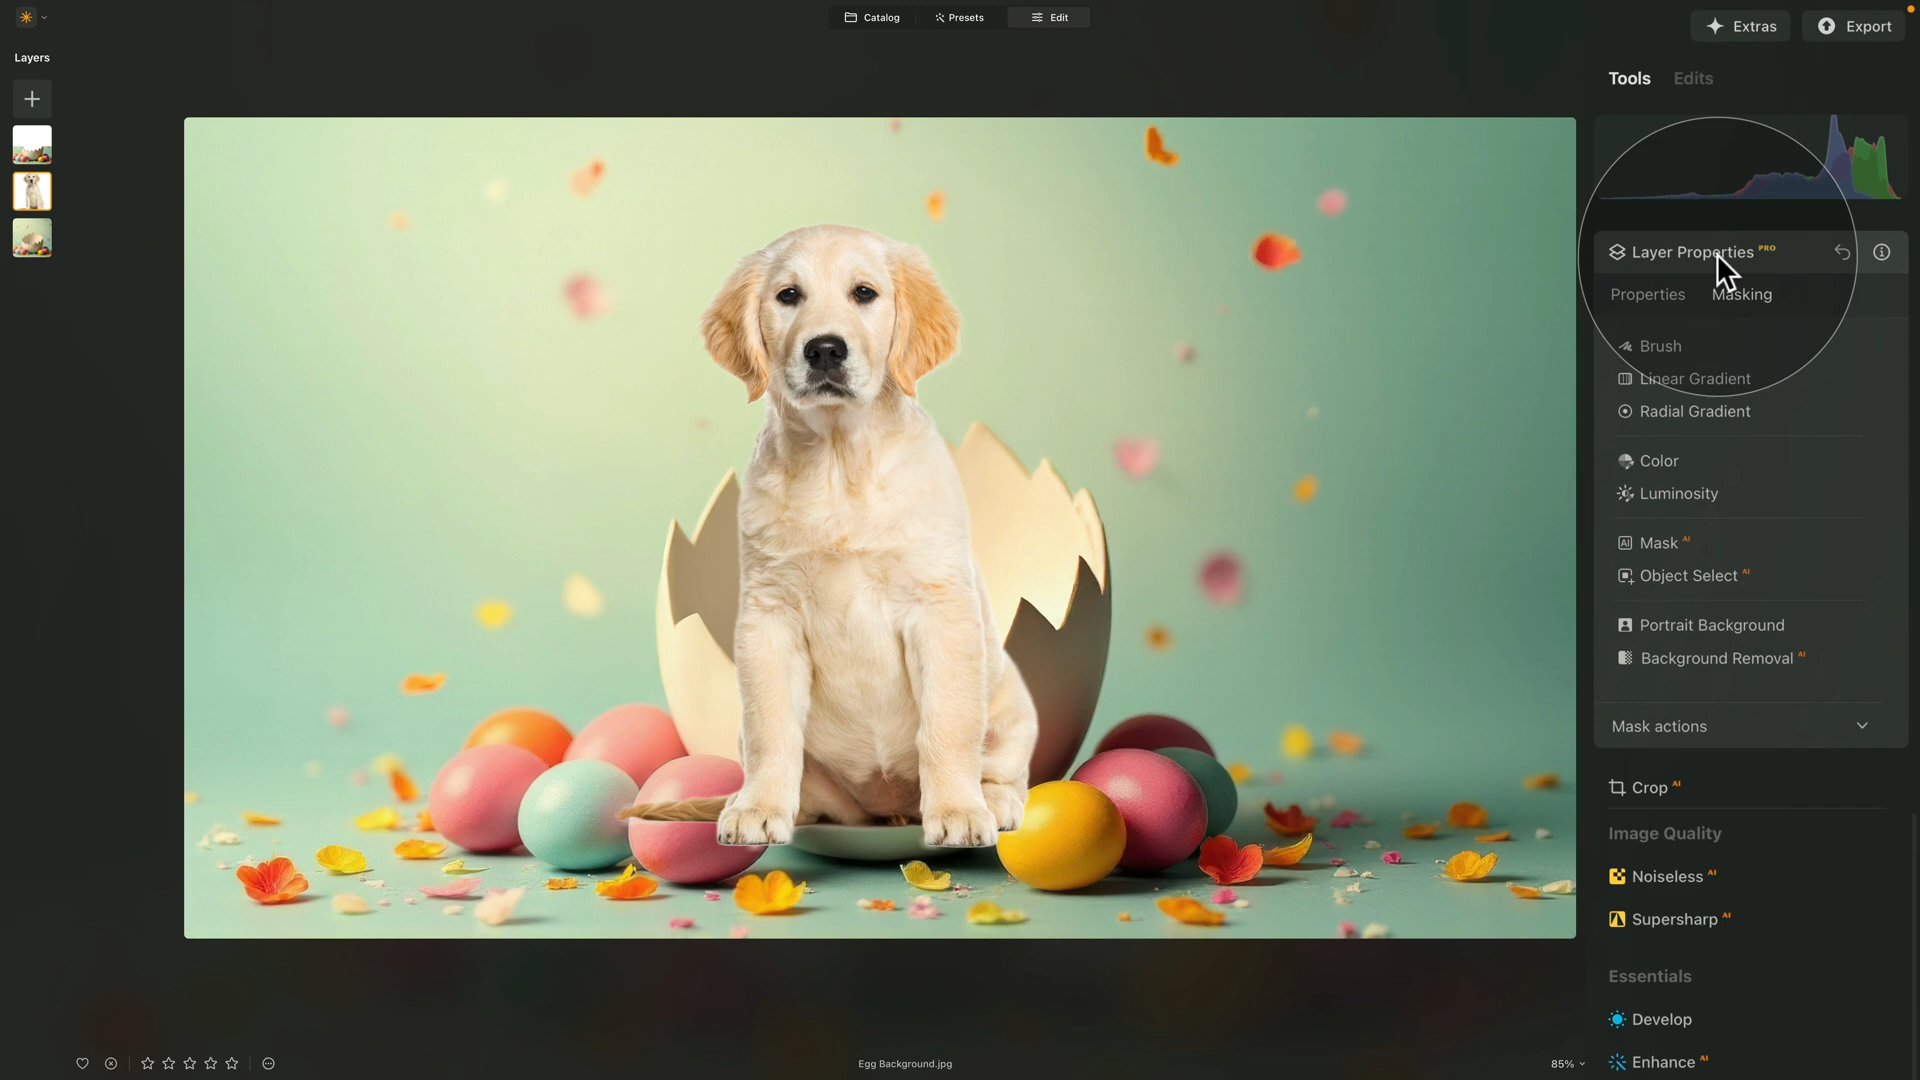 Catalog
Presets
Edit
Extras
Export
Layers
Tools
Edits
Layer Properties PRO
Properties
Masking
Brush
Linear Gradient
Radial Gradient
Color
Luminosity
Mask AI
Object Select AI
Portrait Background
Background Removal AI
Mask actions
Crop AI
Image Quality
Noiseless AI
Supersharp AI
Essentials
Develop
Enhance AI
Egg Background.jpg
85%